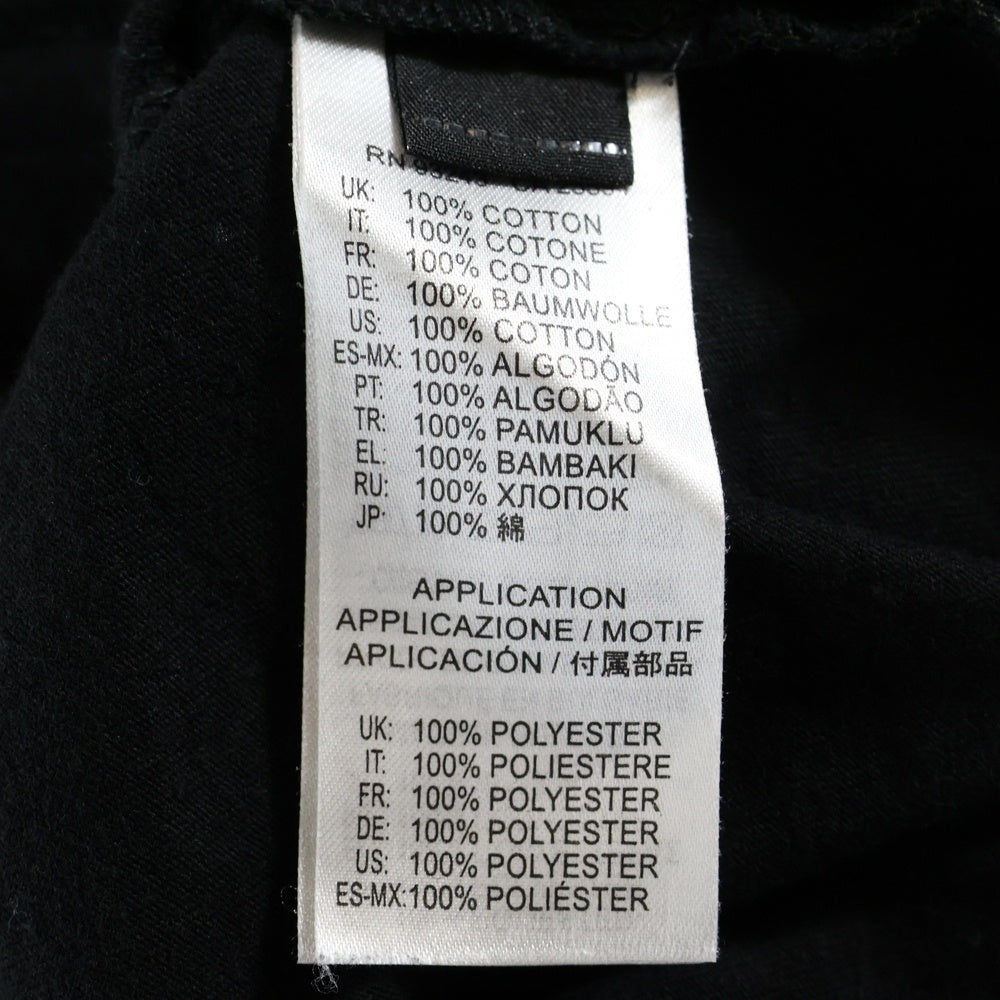 RN
UK: 100% COTTON
IT: 100% COTONE
FR: 100% COTON
DE: 100% BAUMWOLLE
US: 100% COTTON
ES-MX: 100% ALGODÓN
PT: 100% ALGODÃO
TR: 100% PAMUKLU
EL: 100% BAMBAKI
RU: 100% ХЛОПОК
JP: 100% 綿
APPLICATION
APPLICAZIONE / MOTIF
APLICACIÓN / 付属部品
UK: 100% POLYESTER
IT: 100% POLIESTERE
FR: 100% POLYESTER
DE: 100% POLYESTER
US: 100% POLYESTER
ES-MX: 100% POLIÉSTER